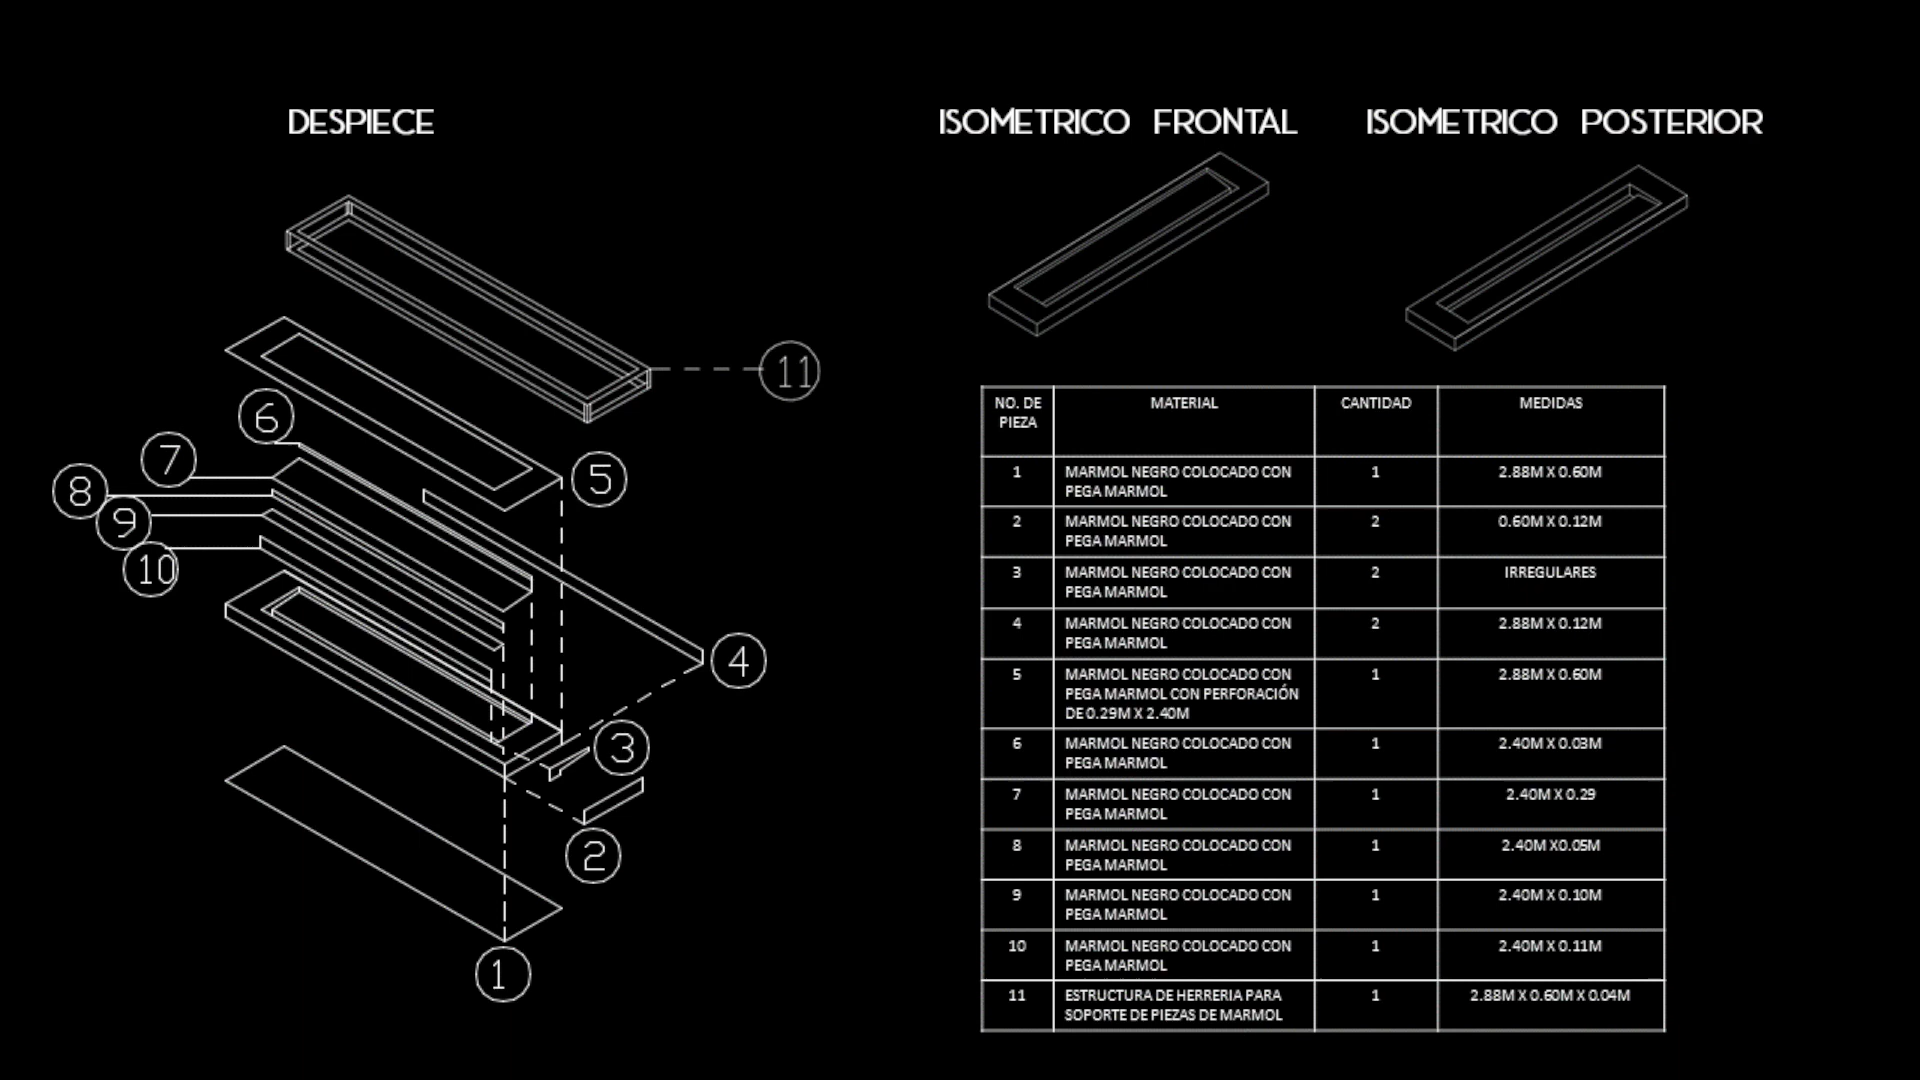 DESPIECE
ISOMETRICO FRONTAL
ISOMETRICO POSTERIOR
11
6
7
5
8
9
10
4
3
2
1
NO. DE PIEZA MATERIAL CANTIDAD MEDIDAS
1 MARMOL NEGRO COLOCADO CON 1 2.88M X 0.60M
PEGA MARMOL
2 MARMOL NEGRO COLOCADO CON 2 0.60M X 0.12M
PEGA MARMOL
3 MARMOL NEGRO COLOCADO CON 2 IRREGULARES
PEGA MARMOL
4 MARMOL NEGRO COLOCADO CON 2 2.88M X 0.12M
PEGA MARMOL
5 MARMOL NEGRO COLOCADO CON 1 2.88M X 0.60M
PEGA MARMOL CON PERFORACIÓN
DE 0.29M X 2.40M
6 MARMOL NEGRO COLOCADO CON 1 2.40M X 0.03M
PEGA MARMOL
7 MARMOL NEGRO COLOCADO CON 1 2.40M X 0.29
PEGA MARMOL
8 MARMOL NEGRO COLOCADO CON 1 2.40M X0.05M
PEGA MARMOL
9 MARMOL NEGRO COLOCADO CON 1 2.40M X 0.10M
PEGA MARMOL
10 MARMOL NEGRO COLOCADO CON 1 2.40M X 0.11M
PEGA MARMOL
11 ESTRUCTURA DE HERRERIA PARA 1 2.88M X 0.60M X 0.04M
SOPORTE DE PIEZAS DE MARMOL